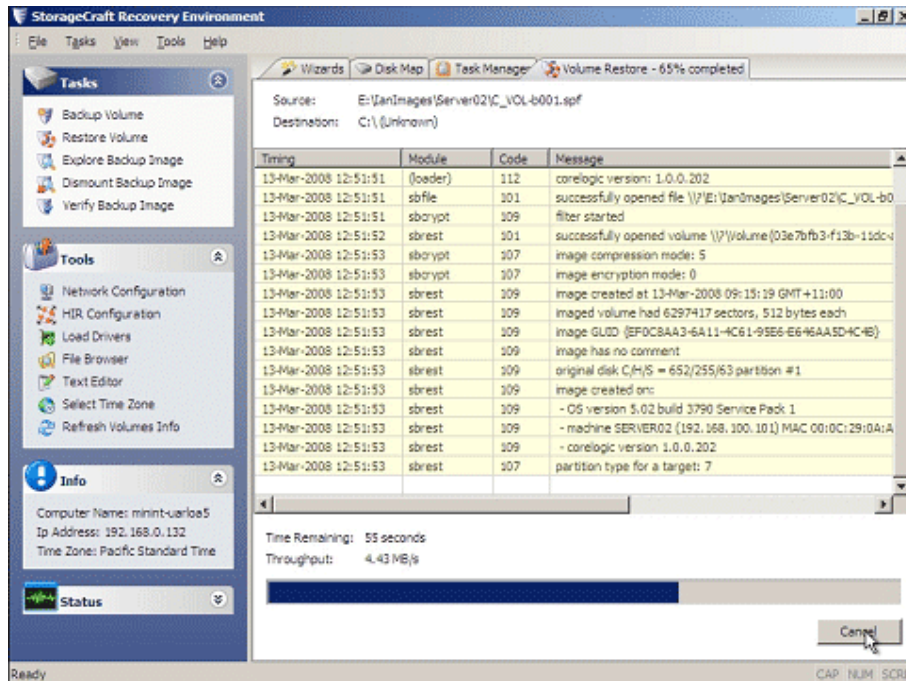 StorageCraft Recovery Environment
File Tasks View Tools Help
Tasks
Backup Volume
Restore Volume
Explore Backup Image
Dismount Backup Image
Verify Backup Image
Tools
Network Configuration
HIR Configuration
Load Drivers
File Browser
Text Editor
Select Time Zone
Refresh Volumes Info
Info
Computer Name: minint-uarloa5
Ip Address: 192.168.0.132
Time Zone: Pacific Standard Time
Status
Wizards Disk Map Task Manager Volume Restore - 65% completed
Source: E:\IanImages\Server02\C_VOL-b001.spf
Destination: C:\ (Unknown)
Timing Module Code Message
13-Mar-2008 12:51:51 (loader) 112 corelogic version: 1.0.0.202
13-Mar-2008 12:51:51 sbfile 101 successfully opened file \\?\E:\IanImages\Server02\C_VOL-b0
13-Mar-2008 12:51:51 sbcrypt 109 filter started
13-Mar-2008 12:51:52 sbrest 101 successfully opened volume \\?\Volume{03e7bfb3-f13b-11dc-a
13-Mar-2008 12:51:53 sbcrypt 107 image compression mode: 5
13-Mar-2008 12:51:53 sbcrypt 107 image encryption mode: 0
13-Mar-2008 12:51:53 sbrest 109 image created at 13-Mar-2008 09:15:19 GMT+11:00
13-Mar-2008 12:51:53 sbrest 109 imaged volume had 6297417 sectors, 512 bytes each
13-Mar-2008 12:51:53 sbrest 109 image GUID {EF0C8AA3-6A11-4C61-95E6-E646AA5D4C4B}
13-Mar-2008 12:51:53 sbrest 109 image has no comment
13-Mar-2008 12:51:53 sbrest 109 original disk C/H/S = 652/255/63 partition #1
13-Mar-2008 12:51:53 sbrest 109 image created on:
13-Mar-2008 12:51:53 sbrest 109 - OS version 5.02 build 3790 Service Pack 1
13-Mar-2008 12:51:53 sbrest 109 - machine SERVER02 (192.168.100.101) MAC 00:0C:29:0A:A
13-Mar-2008 12:51:53 sbrest 109 - corelogic version 1.0.0.202
13-Mar-2008 12:51:53 sbrest 107 partition type for a target: 7
Time Remaining: 55 seconds
Throughput: 4.43 MB/s
Cancel
Ready
CAP NUM SCRL